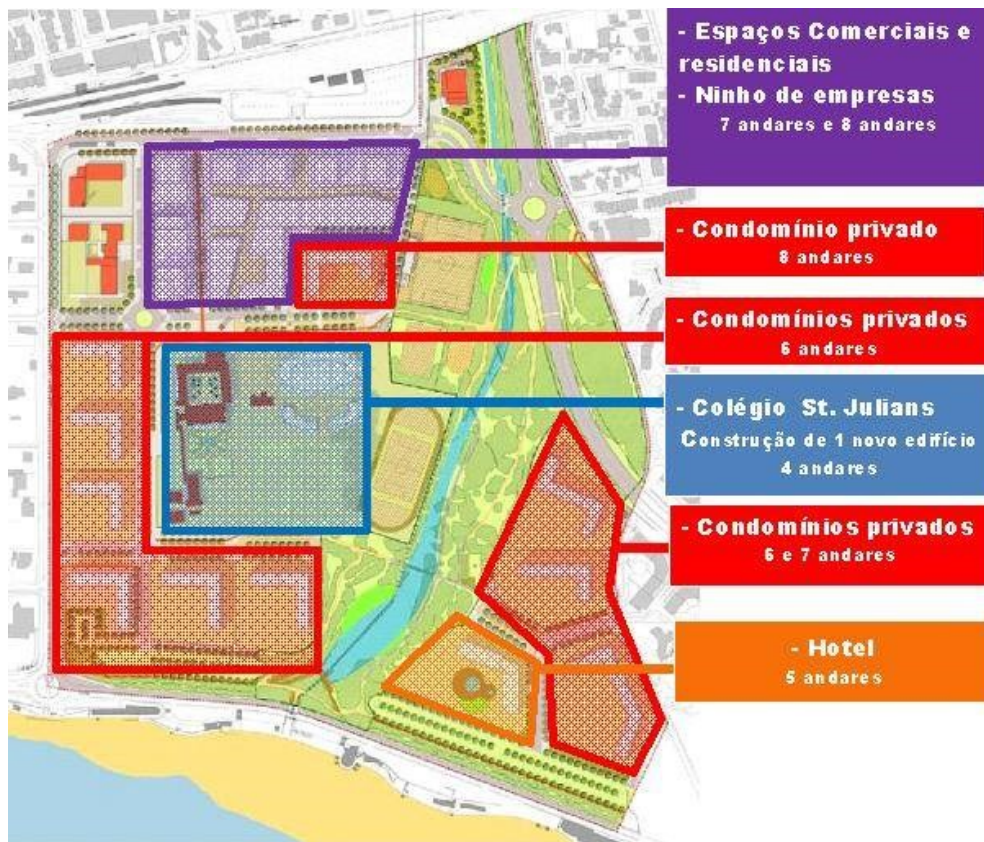 - Espaços Comerciais e
residenciais
- Ninho de empresas
7 andares e 8 andares
- Condomínio privado
8 andares
- Condomínios privados
6 andares
- Colégio St. Julians
Construção de 1 novo edifício
4 andares
- Condomínios privados
6 e 7 andares
- Hotel
5 andares